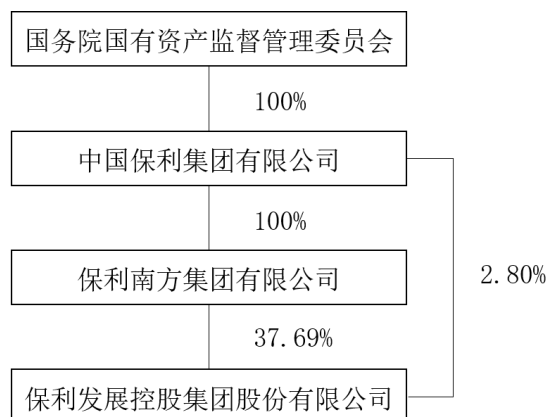 国务院国有资产监督管理委员会
100%
中国保利集团有限公司
100%
保利南方集团有限公司
2.80%
37.69%
保利发展控股集团股份有限公司